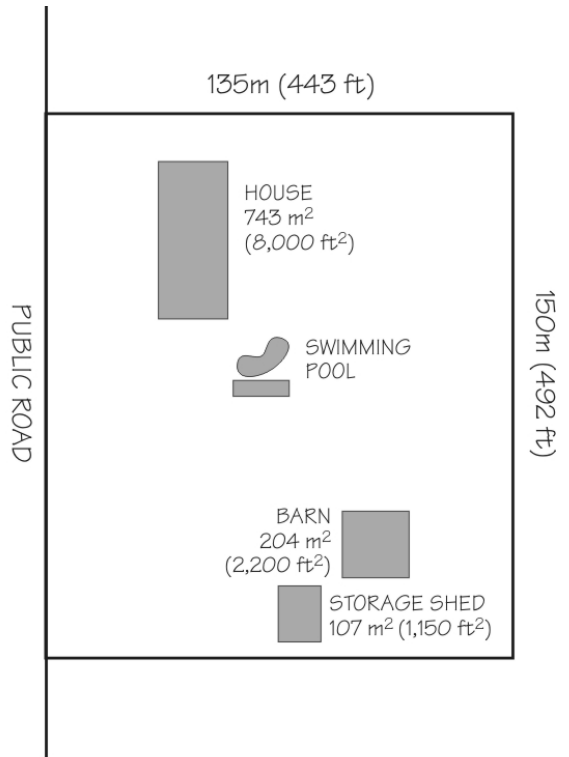 135m (443 ft)
HOUSE
743 m²
(8,000 ft²)
PUBLIC ROAD
SWIMMING
POOL
150m (492 ft)
BARN
204 m²
(2,200 ft²)
STORAGE SHED
107 m² (1,150 ft²)